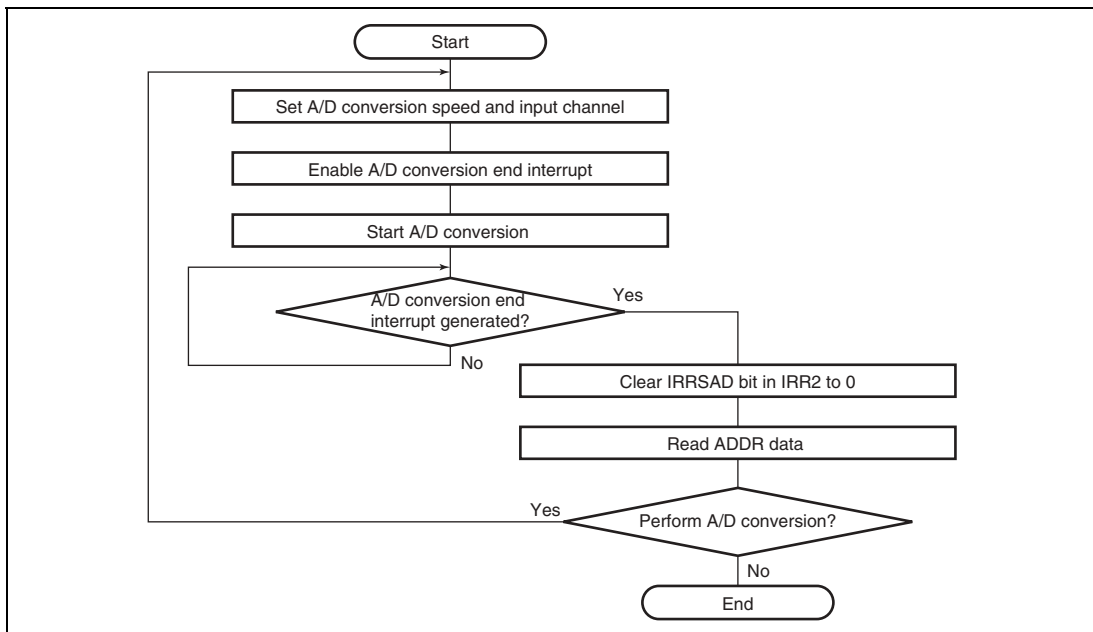 Start
Set A/D conversion speed and input channel
Enable A/D conversion end interrupt
Start A/D conversion
A/D conversion end
interrupt generated?
Yes
No
Clear IRRSAD bit in IRR2 to 0
Read ADDR data
Yes
Perform A/D conversion?
No
End